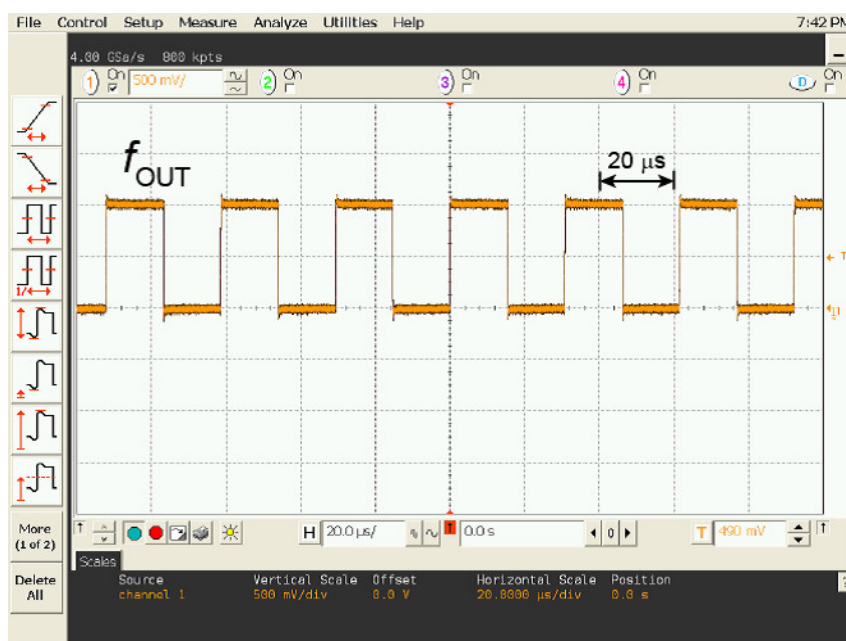 File Control Setup Measure Analyze Utilities Help 7:42 PM
4.00 GSa/s 800 kpts
1 On 500 mV/ 2 On 3 On 4 On D On
fOUT
20 μs
T
1/
More
(1 of 2)
Delete
All
H 20.0 μs/ T 0.0 s 0 T 490 mV
Scales
Source Vertical Scale Offset Horizontal Scale Position
channel 1 500 mV/div 0.0 V 20.0000 μs/div 0.0 s